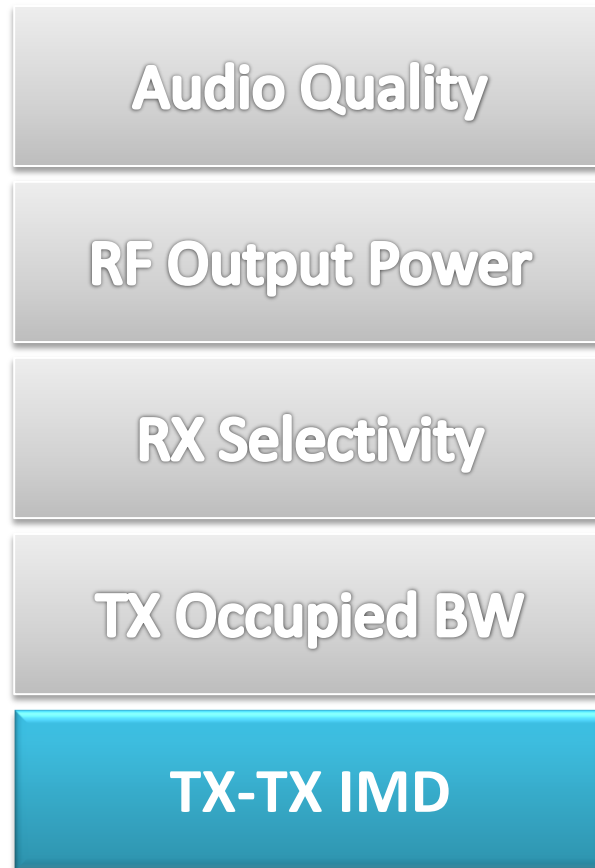 Audio Quality
RF Output Power
RX Selectivity
TX Occupied BW
TX-TX IMD